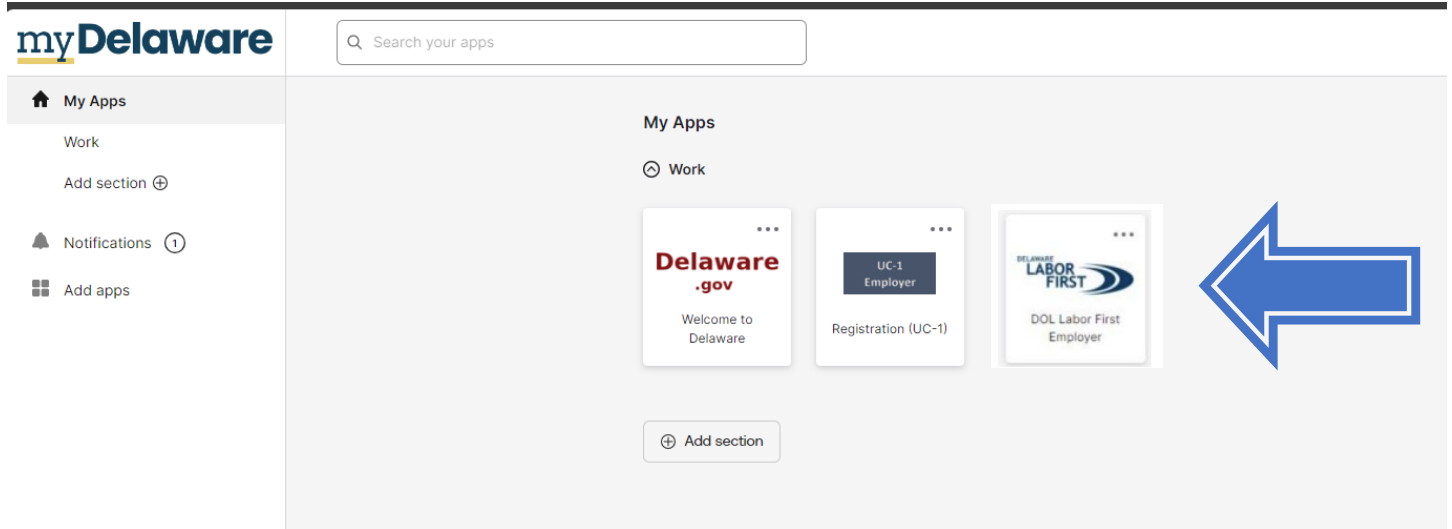 myDelaware
Search your apps
My Apps
Work
Add section
Notifications 1
Add apps
My Apps
Work
...
Delaware
.gov
Welcome to
Delaware
...
UC-1
Employer
Registration (UC-1)
...
DELAWARE
LABOR
FIRST
DOL Labor First
Employer
Add section